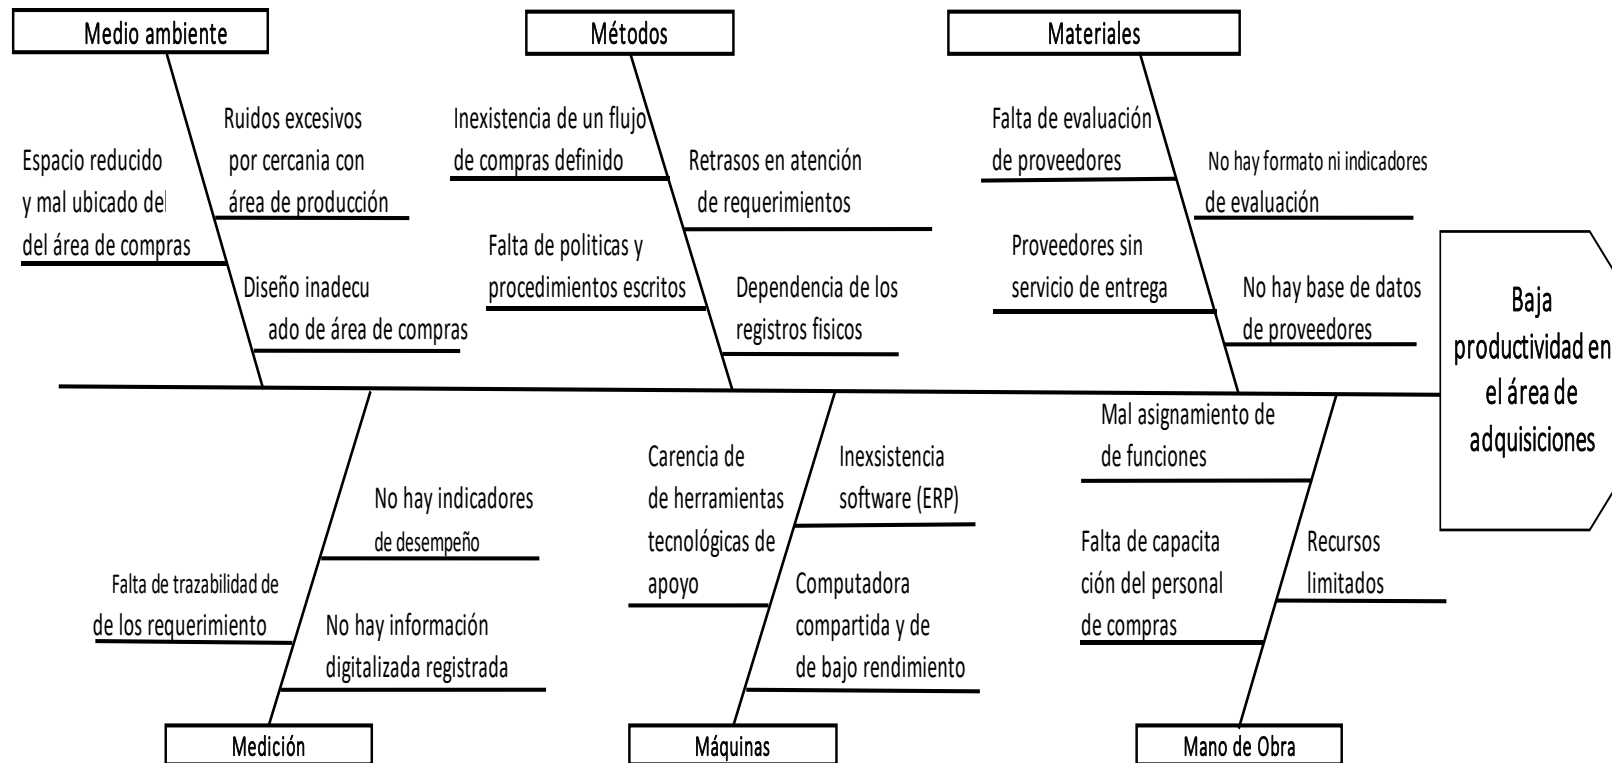 Medio ambiente
Métodos
Materiales
Espacio reducido
y mal ubicado del
del área de compras
Ruidos excesivos
por cercania con
área de producción
Diseño inadecu
ado de área de compras
Inexistencia de un flujo
de compras definido
Retrasos en atención
de requerimientos
Falta de politicas y
procedimientos escritos
Dependencia de los
registros fisicos
Falta de evaluación
de proveedores
No hay formato ni indicadores
de evaluación
Proveedores sin
servicio de entrega
No hay base de datos
de proveedores
Baja
productividad en
el área de
adquisiciones
No hay indicadores
de desempeño
Falta de trazabilidad de
de los requerimiento
No hay información
digitalizada registrada
Carencia de
de herramientas
tecnológicas de
apoyo
Inexsistencia
software (ERP)
Computadora
compartida y de
de bajo rendimiento
Mal asignamiento de
de funciones
Falta de capacita
ción del personal
de compras
Recursos
limitados
Medición
Máquinas
Mano de Obra